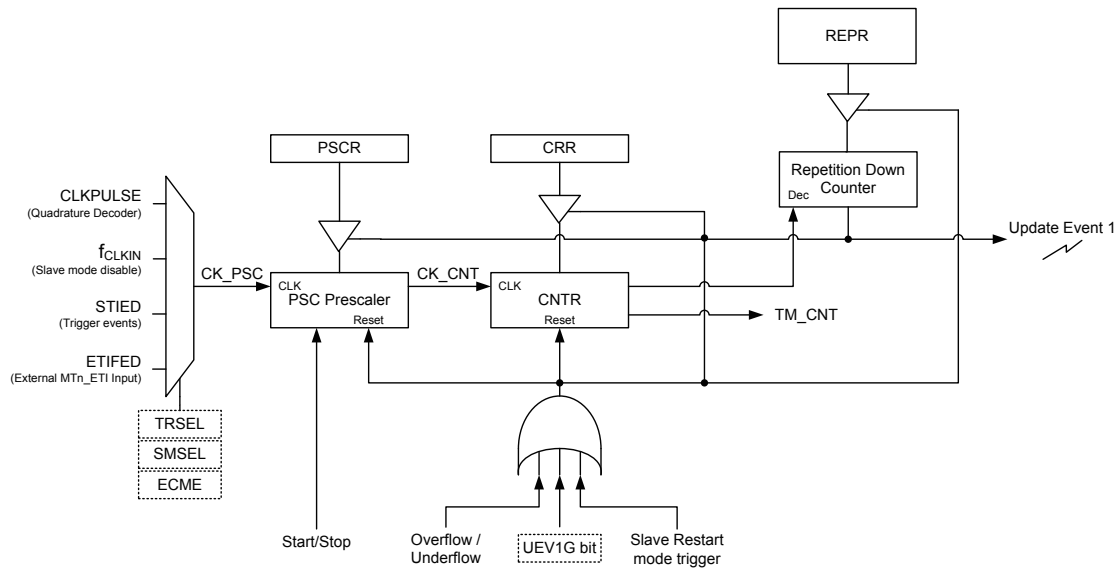 REPR
PSCR
CRR
Repetition Down
Counter
Dec
CLKPULSE
(Quadrature Decoder)
fCLKIN
(Slave mode disable)
STIED
(Trigger events)
ETIFED
(External MTn_ETI Input)
TRSEL
SMSEL
ECME
CK_PSC
CLK
PSC Prescaler
Reset
CK_CNT
CLK
CNTR
Reset
TM_CNT
Update Event 1
Start/Stop
Overflow /
Underflow
UEV1G bit
Slave Restart
mode trigger